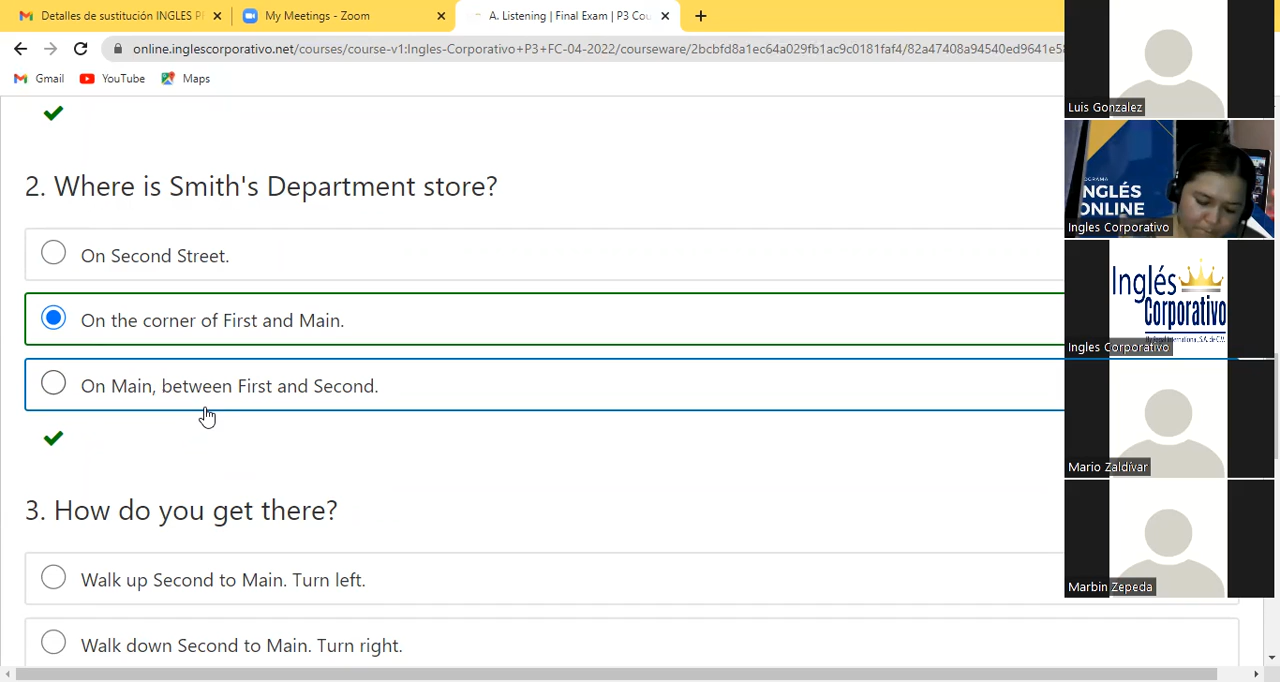 Detalles de sustitución INGLES P
My Meetings - Zoom
A. Listening | Final Exam | P3 Cou
online.inglescorporativo.net/courses/course-v1:Ingles-Corporativo+P3+FC-04-2022/courseware/2bcbfd8a1ec64a029fb1ac9c0181faf4/82a47408a94540ed9641e5
Gmail
YouTube
Maps
2. Where is Smith's Department store?
On Second Street.
On the corner of First and Main.
On Main, between First and Second.
3. How do you get there?
Walk up Second to Main. Turn left.
Walk down Second to Main. Turn right.
Luis Gonzalez
INGLÉS
ONLINE
Ingles Corporativo
Inglés
Corporativo
Ingles Corporativo
Mario Zaldívar
Marbin Zepeda